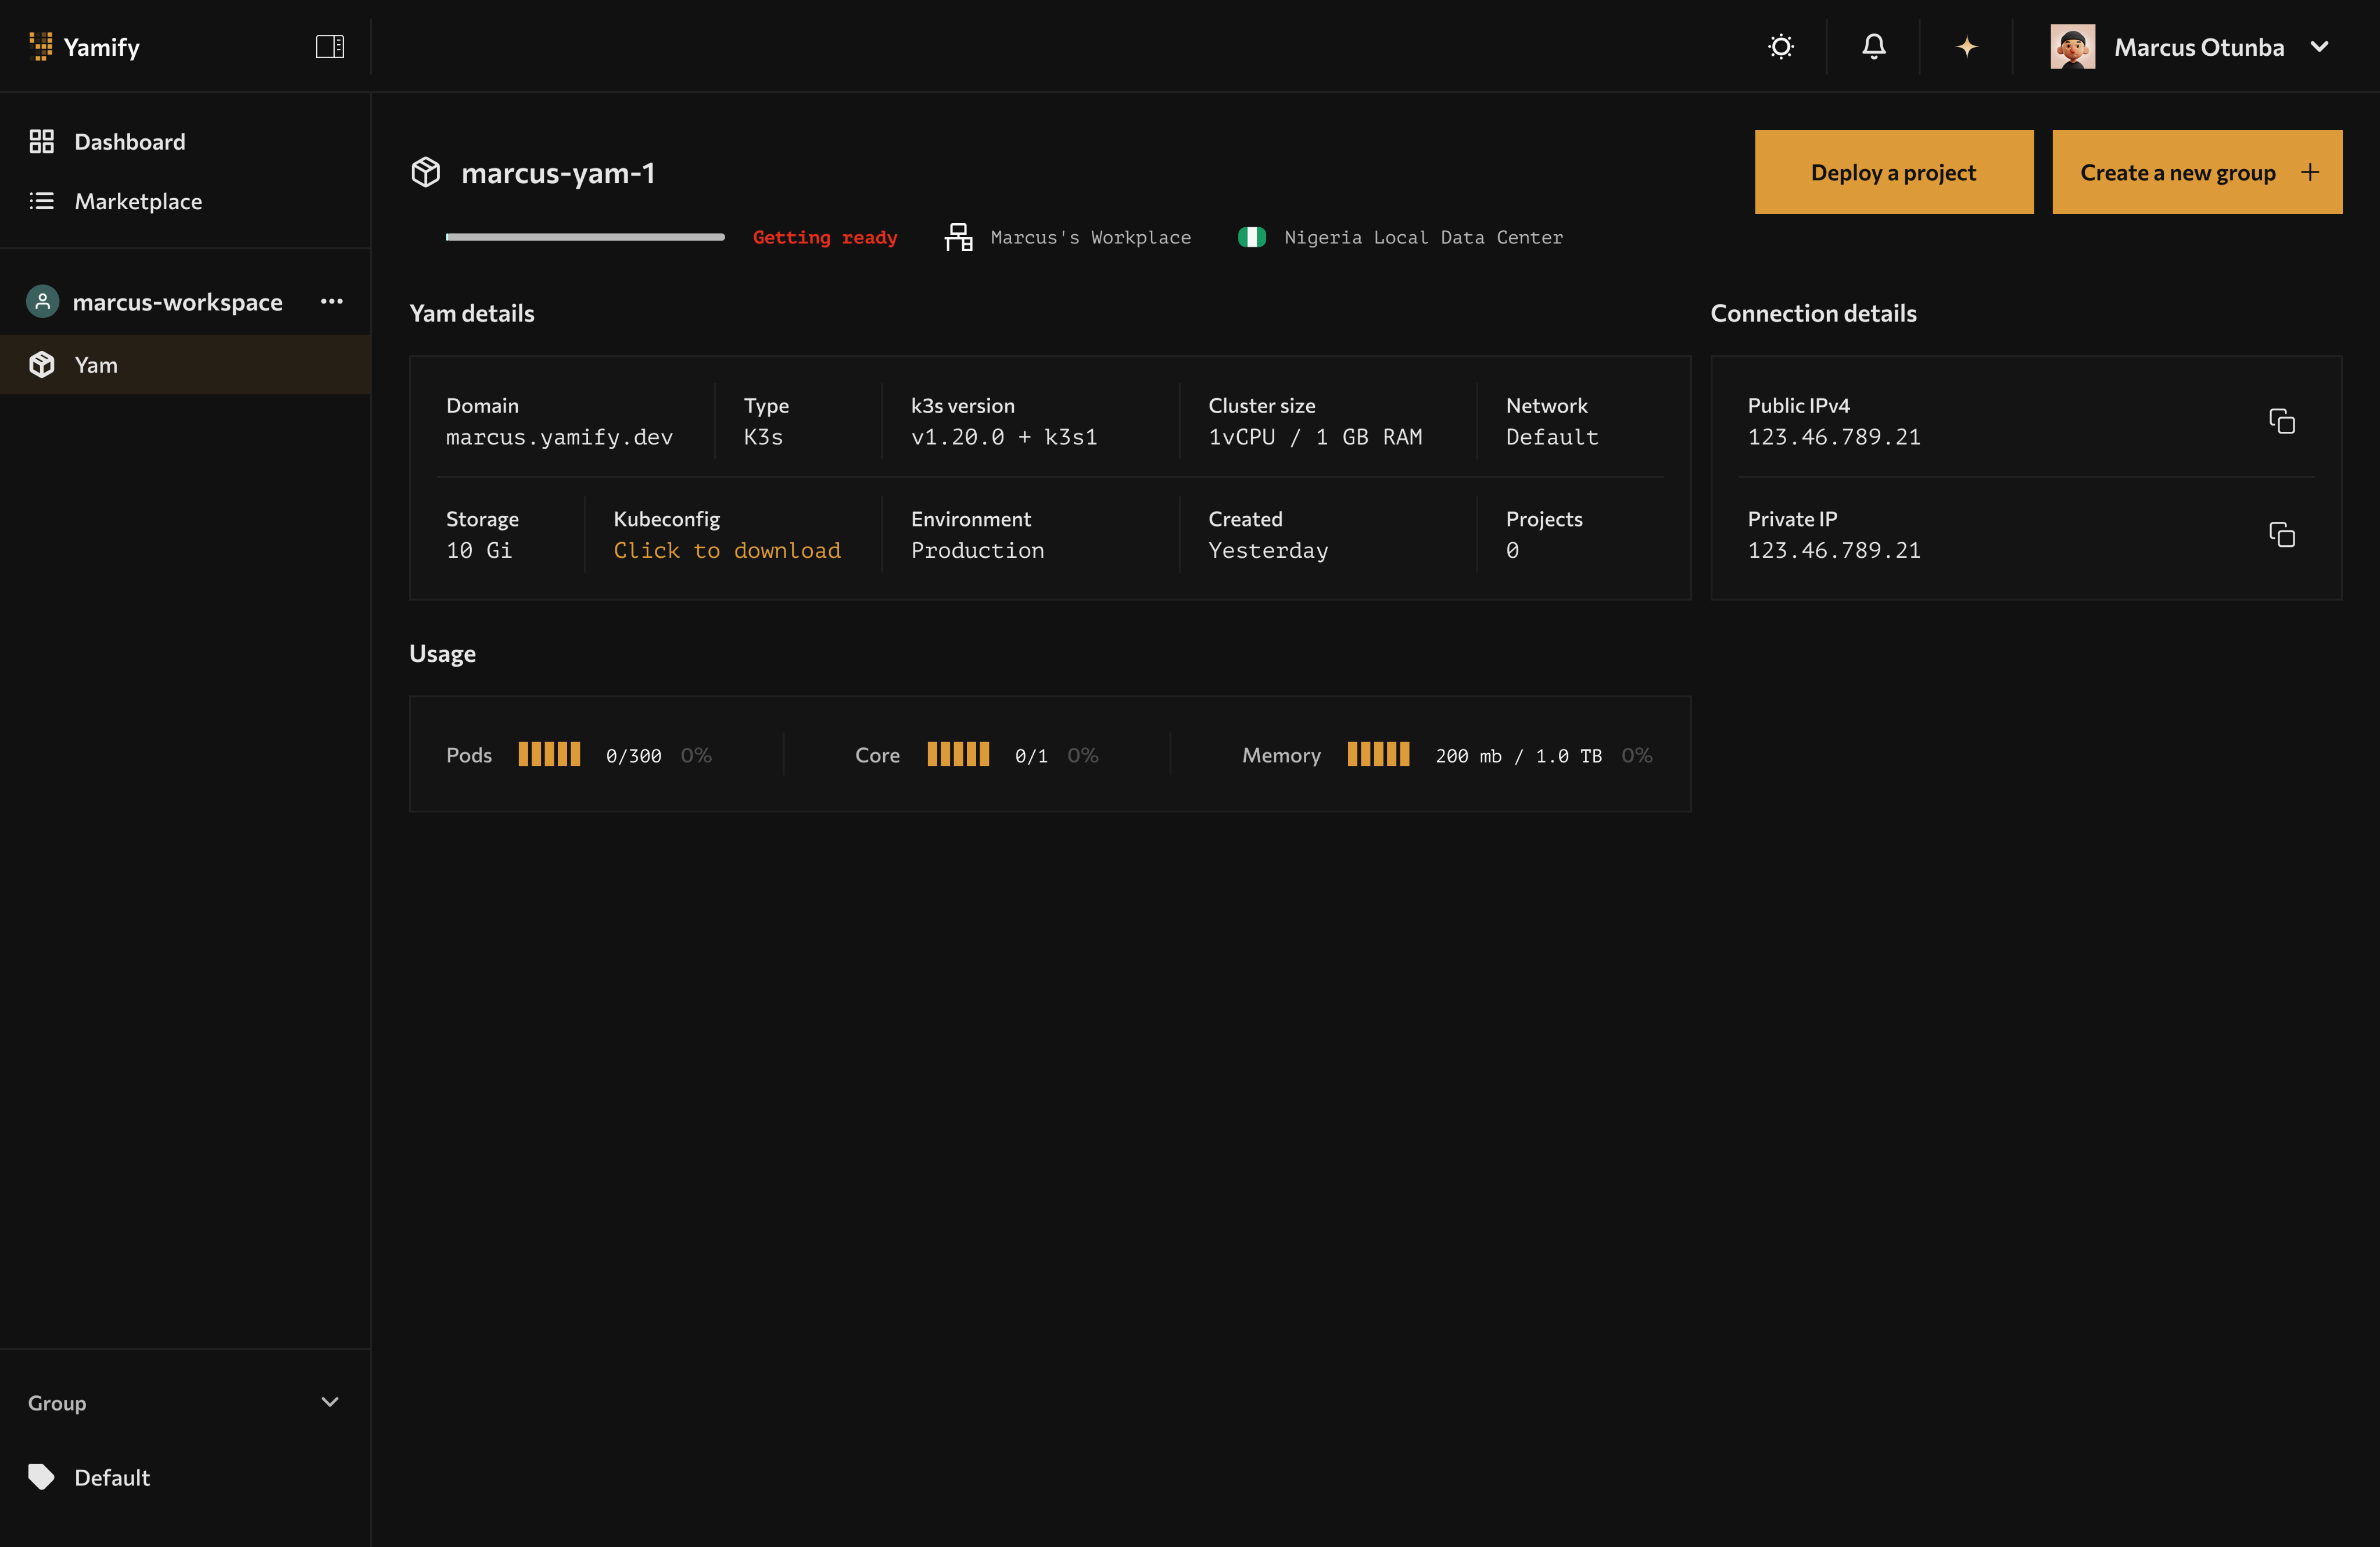 Yamify
Marcus Otunba
Dashboard
Marketplace
marcus-workspace
Yam
Group
Default
marcus-yam-1
Deploy a project
Create a new group
Getting ready
Marcus's Workplace
Nigeria Local Data Center
Yam details
Domain
marcus.yamify.dev
Type
K3s
k3s version
v1.20.0 + k3s1
Cluster size
1vCPU / 1 GB RAM
Network
Default
Storage
10 Gi
Kubeconfig
Click to download
Environment
Production
Created
Yesterday
Projects
0
Connection details
Public IPv4
123.46.789.21
Private IP
123.46.789.21
Usage
Pods 0/300 0%
Core 0/1 0%
Memory 200 mb / 1.0 TB 0%